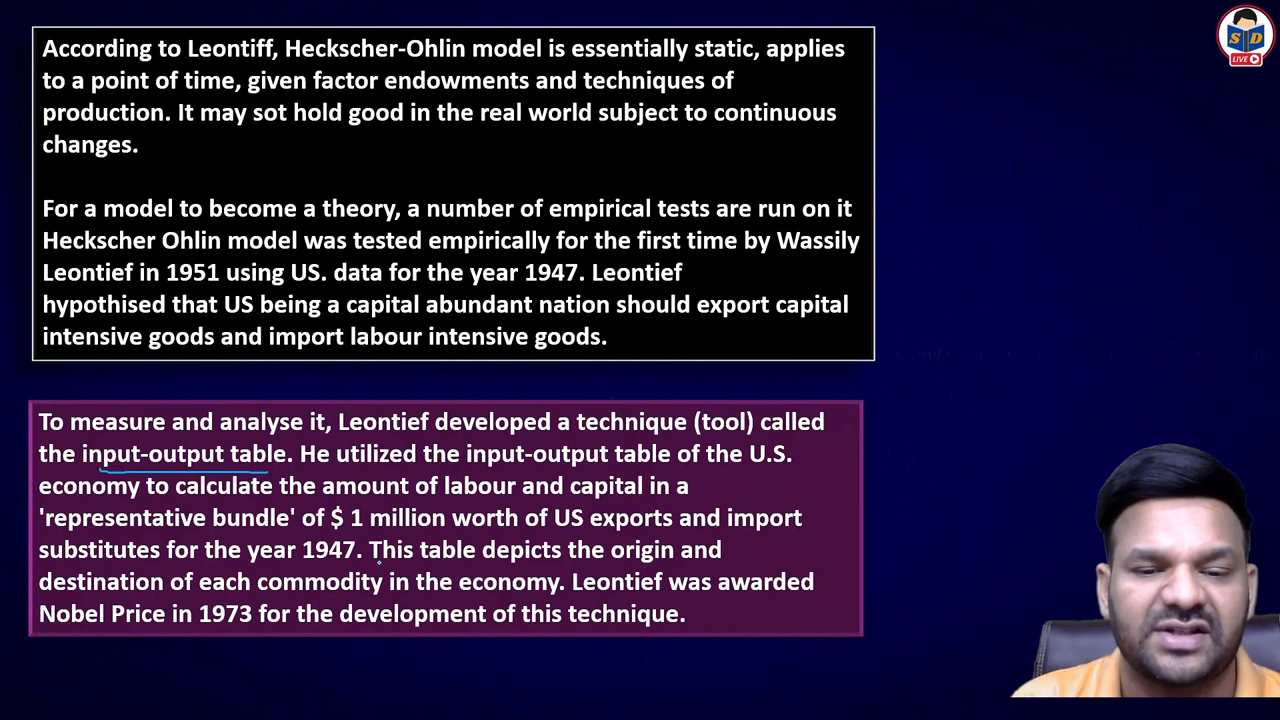 According to Leontiff, Heckscher-Ohlin model is essentially static, applies
to a point of time, given factor endowments and techniques of
production. It may sot hold good in the real world subject to continuous
changes.
For a model to become a theory, a number of empirical tests are run on it
Heckscher Ohlin model was tested empirically for the first time by Wassily
Leontief in 1951 using US. data for the year 1947. Leontief
hypothised that US being a capital abundant nation should export capital
intensive goods and import labour intensive goods.
To measure and analyse it, Leontief developed a technique (tool) called
the input-output table. He utilized the input-output table of the U.S.
economy to calculate the amount of labour and capital in a
'representative bundle' of $ 1 million worth of US exports and import
substitutes for the year 1947. This table depicts the origin and
destination of each commodity in the economy. Leontief was awarded
Nobel Price in 1973 for the development of this technique.
S D
LIVE